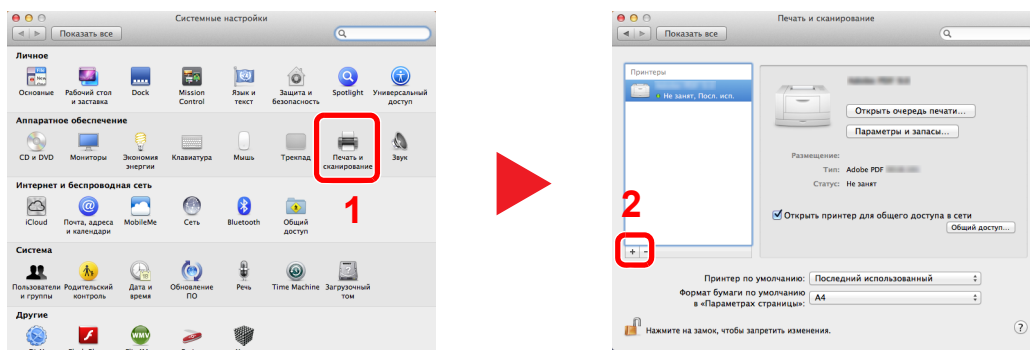 Системные настройки
Показать все
Личное
Основные
Рабочий стол и заставка
Dock
Mission Control
Язык и текст
Защита и безопасность
Spotlight
Универсальный доступ
Аппаратное обеспечение
CD и DVD
Мониторы
Экономия энергии
Клавиатура
Мышь
Трекпад
Печать и сканирование
Звук
1
Интернет и беспроводная сеть
iCloud
Почта, адреса и календари
MobileMe
Сеть
Bluetooth
Общий доступ
Система
Пользователи и группы
Родительский контроль
Дата и время
Обновление ПО
Речь
Time Machine
Загрузочный том
Другие
WMV
Печать и сканирование
Показать все
Принтеры
Не занят, Посл. исп.
Открыть очередь печати...
Параметры и запасы...
Размещение:
Тип: Adobe PDF
Статус: Не занят
2
Открыть принтер для общего доступа в сети
Общий доступ...
+ -
Принтер по умолчанию: Последний использованный
Формат бумаги по умолчанию
в «Параметрах страницы»: A4
Нажмите на замок, чтобы запретить изменения.
?